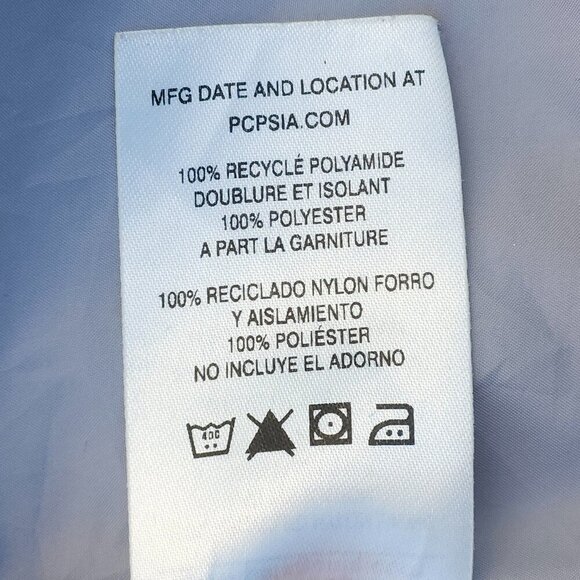 MFG DATE AND LOCATION AT
PCPSIA.COM
100% RECYCLÉ POLYAMIDE
DOUBLURE ET ISOLANT
100% POLYESTER
A PART LA GARNITURE
100% RECICLADO NYLON FORRO
Y AISLAMIENTO
100% POLIÉSTER
NO INCLUYE EL ADORNO
40C